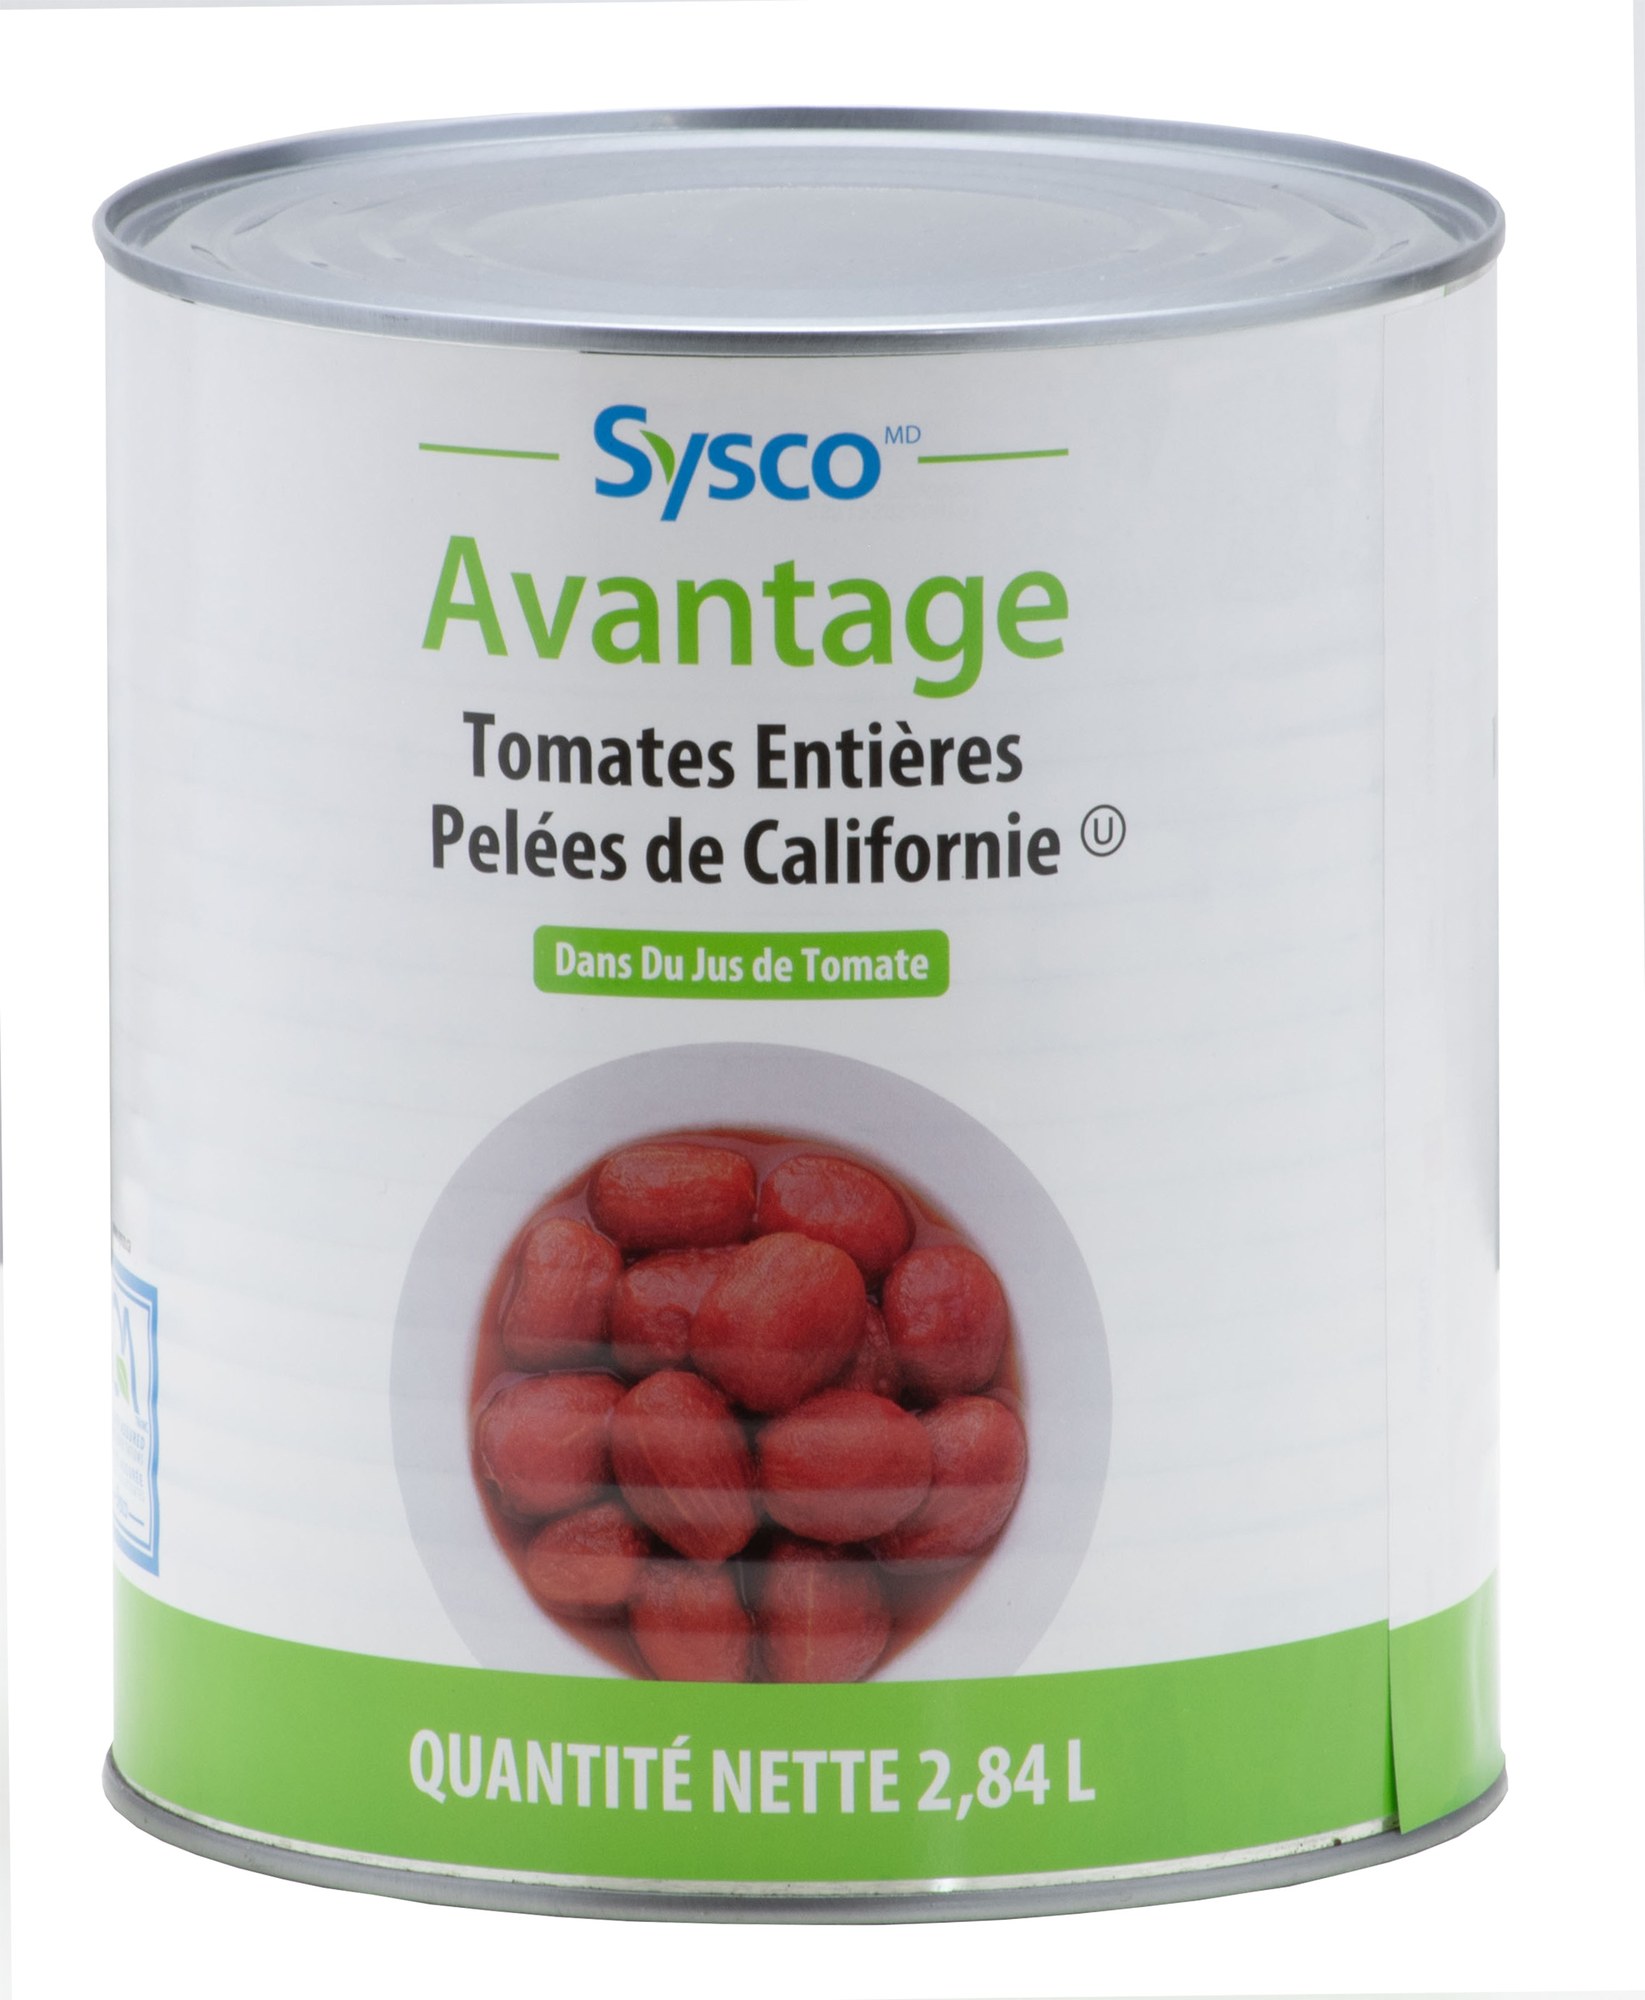 Sysco MD
Avantage
Tomates Entières
Pelées de Californie U
Dans Du Jus de Tomate
QUANTITÉ NETTE 2,84 L